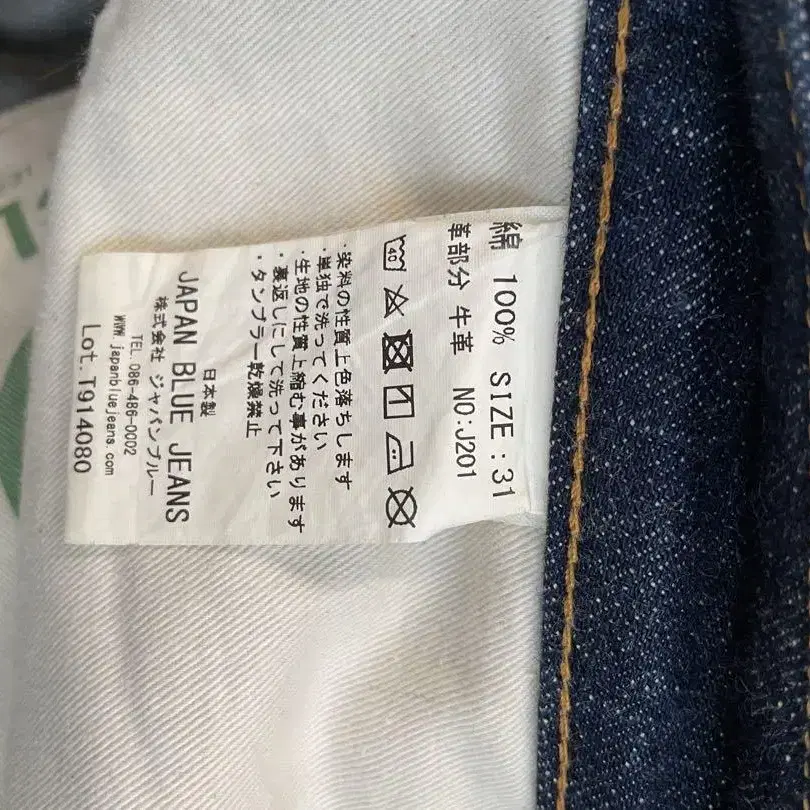 綿 100% SIZE:31
革部分 牛革 NO:J201
40
・染料の性質上色落ちします
・単独で洗ってください
・生地の性質上縮む事があります
・裏返しにして洗って下さい
・タンブラー乾燥禁止
日本製
JAPAN BLUE JEANS
株式会社 ジャパンブルー
TEL.086-486-0002
WWW.japanbluejeans.com
Lot.T914080